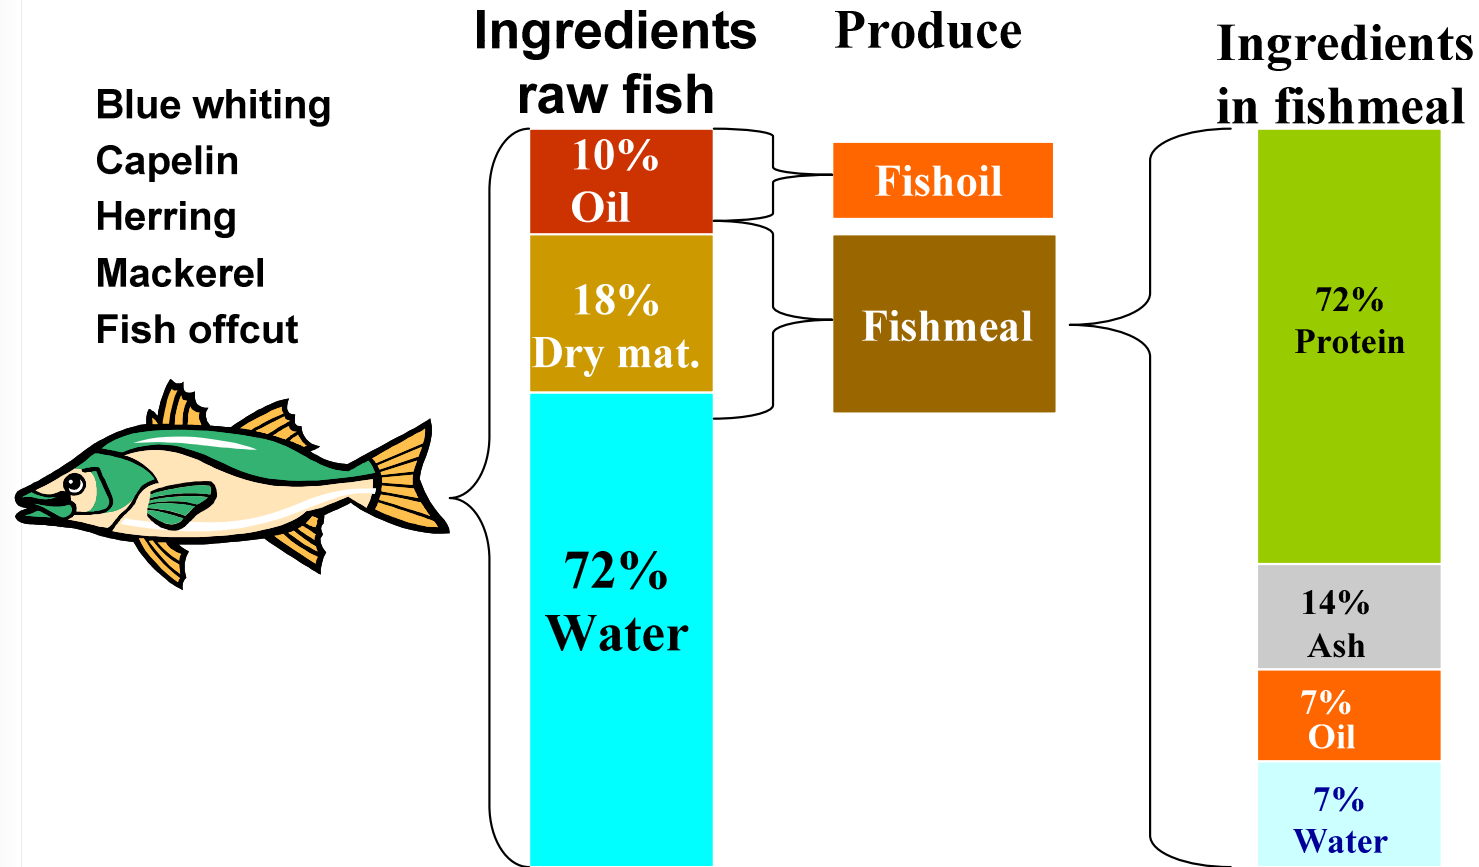 Blue whiting
Capelin
Herring
Mackerel
Fish offcut
Ingredients
raw fish
10%
Oil
18%
Dry mat.
72%
Water
Produce
Fishoil
Fishmeal
Ingredients
in fishmeal
72%
Protein
14%
Ash
7%
Oil
7%
Water